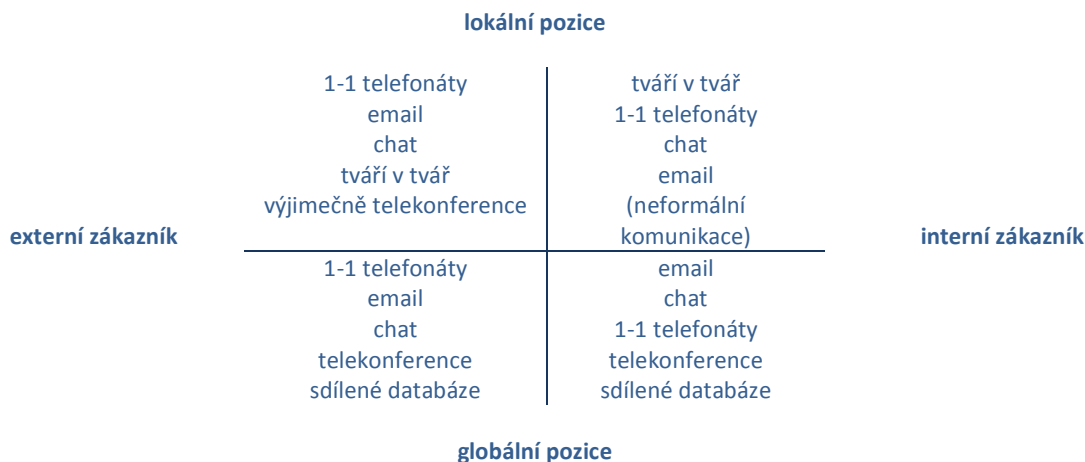 lokální pozice
1-1 telefonáty
email
chat
tváří v tvář
výjimečně telekonference
tváří v tvář
1-1 telefonáty
chat
email
(neformální
komunikace)
externí zákazník
interní zákazník
1-1 telefonáty
email
chat
telekonference
sdílené databáze
email
chat
1-1 telefonáty
telekonference
sdílené databáze
globální pozice